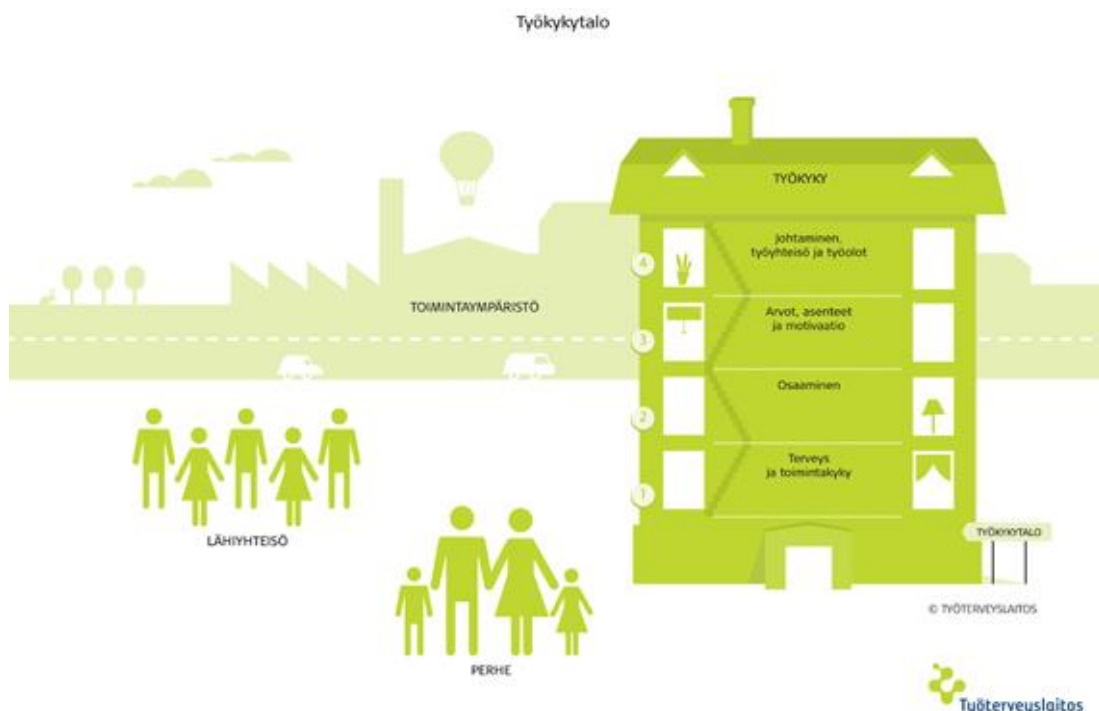 Työkykytalo
TYÖKYKY
Johtaminen,
työyhteisö ja työolot
4
TOIMINTAYMPÄRISTÖ
Arvot, asenteet
ja motivaatio
3
Osaaminen
2
Terveys
ja toimintakyky
1
LÄHIYHTEISÖ
TYÖKYKYTALO
© TYÖTERVEYSLAITOS
PERHE
Työterveyslaitos